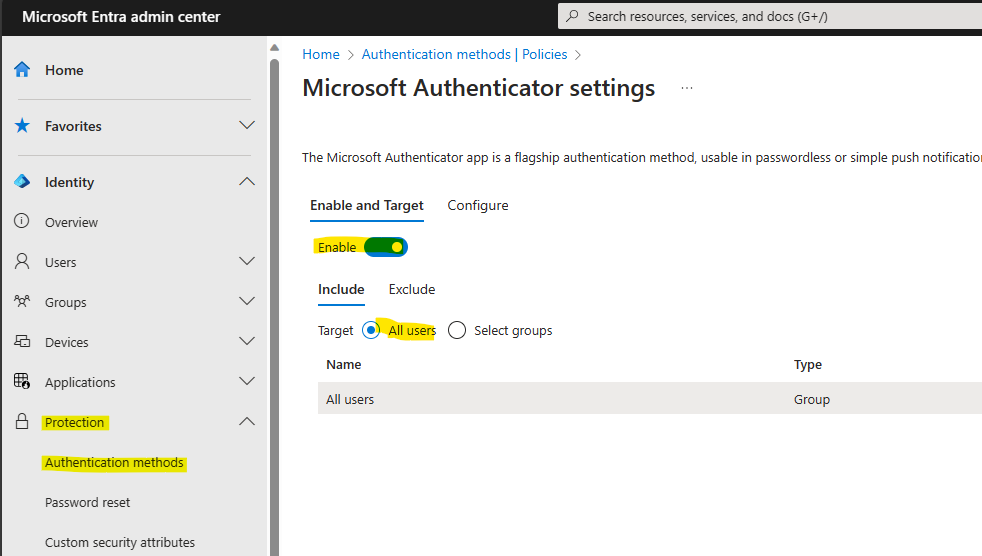 Microsoft Entra admin center
Search resources, services, and docs (G+/)
Home
Favorites
Identity
Overview
Users
Groups
Devices
Applications
Protection
Authentication methods
Password reset
Custom security attributes
Home > Authentication methods | Policies >
Microsoft Authenticator settings ...
The Microsoft Authenticator app is a flagship authentication method, usable in passwordless or simple push
Enable and Target Configure
Enable
Include Exclude
Target All users Select groups
Name Type
All users Group